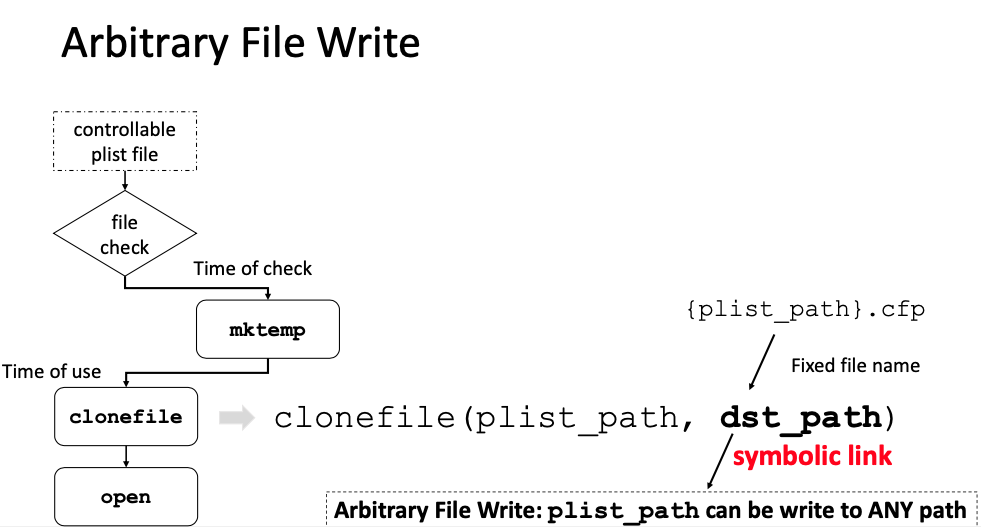 Arbitrary File Write
controllable
plist file
file
check
Time of check
mktemp
{plist_path}.cfp
Time of use
Fixed file name
clonefile
clonefile(plist_path, dst_path)
symbolic link
open
Arbitrary File Write: plist_path can be write to ANY path